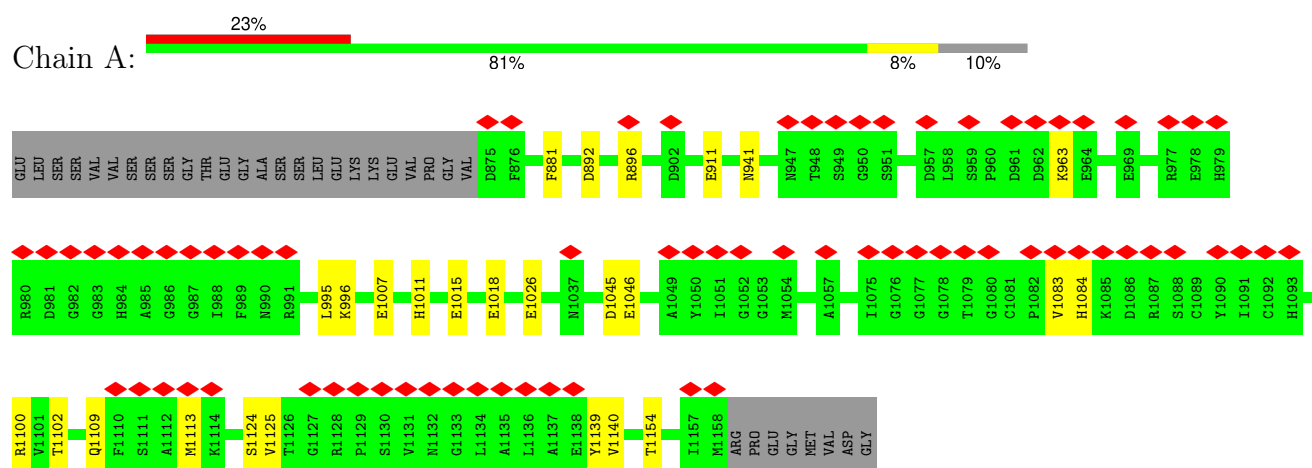 23%
Chain A:
81% 8% 10%
GLU LEU SER SER VAL VAL SER SER SER GLY THR GLU GLY ALA SER SER LEU GLU LYS LYS GLU VAL PRO GLY VAL D875 F876 F881 D892 R896 D902 E911 N941 N947 T948 S949 G950 S951 D957 L958 S959 P960 D961 D962 K963 E964 E969 R977 E978 H979
R980 D981 G982 G983 H984 A985 G986 G987 I988 F989 N990 R991 L995 K996 E1007 H1011 E1015 E1018 E1026 N1037 D1045 E1046 A1049 Y1050 I1051 G1052 G1053 M1054 A1057 I1075 G1076 G1077 G1078 T1079 G1080 C1081 P1082 V1083 H1084 K1085 D1086 R1087 S1088 C1089 Y1090 I1091 C1092 H1093
R1100 V1101 T1102 Q1109 F1110 S1111 A1112 M1113 K1114 S1124 V1125 T1126 G1127 R1128 P1129 S1130 V1131 N1132 G1133 L1134 A1135 L1136 A1137 E1138 Y1139 V1140 T1154 I1157 M1158 ARG PRO GLU GLY MET VAL ASP GLY